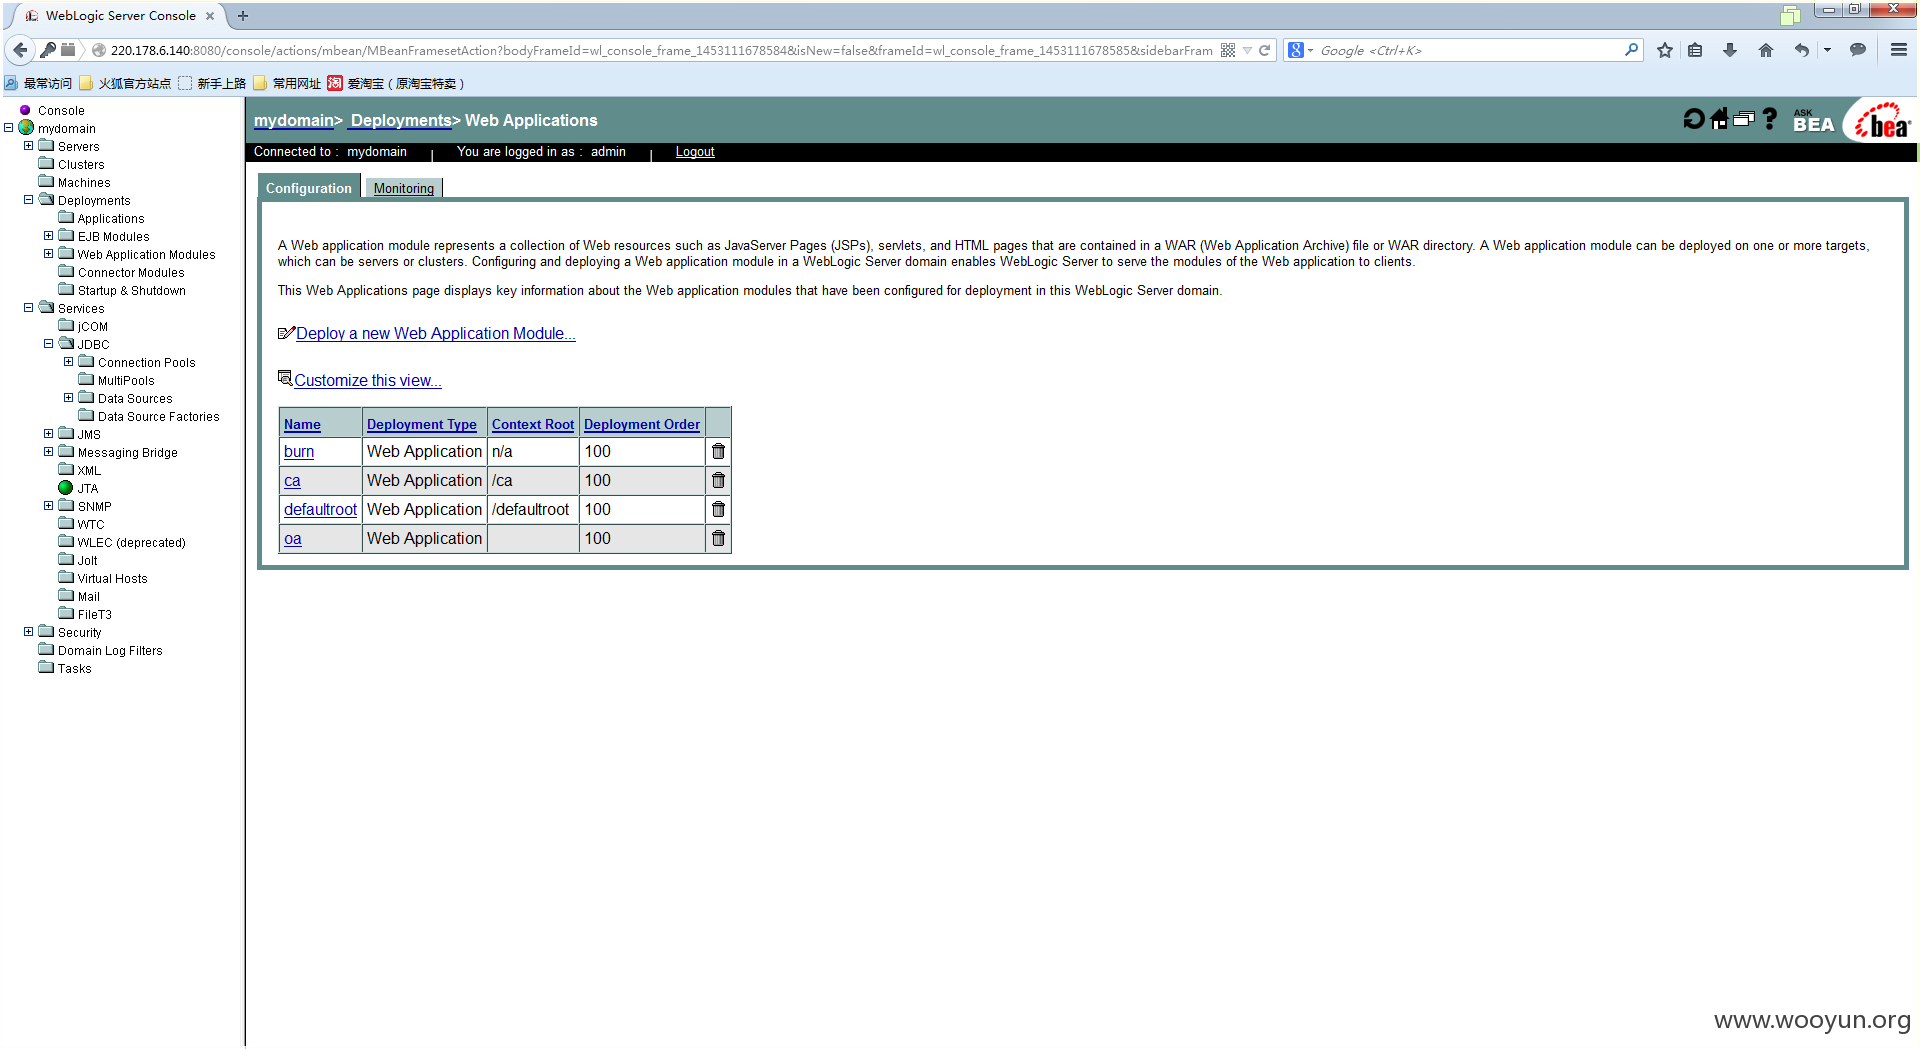 WebLogic Server Console
220.178.6.140:8080/console/actions/mbean/MBeanFramesetAction?bodyFrameId=wl_console_frame_1453111678584&isNew=false&frameId=wl_console_frame_1453111678585&sidebarFram
Google <Ctrl+K>
最常访问 火狐官方站点 新手上路 常用网址 淘 爱淘宝（原淘宝特卖）
Console
mydomain
Servers
Clusters
Machines
Deployments
Applications
EJB Modules
Web Application Modules
Connector Modules
Startup & Shutdown
Services
jCOM
JDBC
Connection Pools
MultiPools
Data Sources
Data Source Factories
JMS
Messaging Bridge
XML
JTA
SNMP
WTC
WLEC (deprecated)
Jolt
Virtual Hosts
Mail
FileT3
Security
Domain Log Filters
Tasks
mydomain> Deployments> Web Applications
ASK BEA
bea
Connected to : mydomain | You are logged in as : admin | Logout
Configuration Monitoring
A Web application module represents a collection of Web resources such as JavaServer Pages (JSPs), servlets, and HTML pages that are contained in a WAR (Web Application Archive) file or WAR directory. A Web application module can be deployed on one or more targets,
which can be servers or clusters. Configuring and deploying a Web application module in a WebLogic Server domain enables WebLogic Server to serve the modules of the Web application to clients.
This Web Applications page displays key information about the Web application modules that have been configured for deployment in this WebLogic Server domain.
Deploy a new Web Application Module...
Customize this view...
Name Deployment Type Context Root Deployment Order
burn Web Application n/a 100
ca Web Application /ca 100
defaultroot Web Application /defaultroot 100
oa Web Application 100
www.wooyun.org